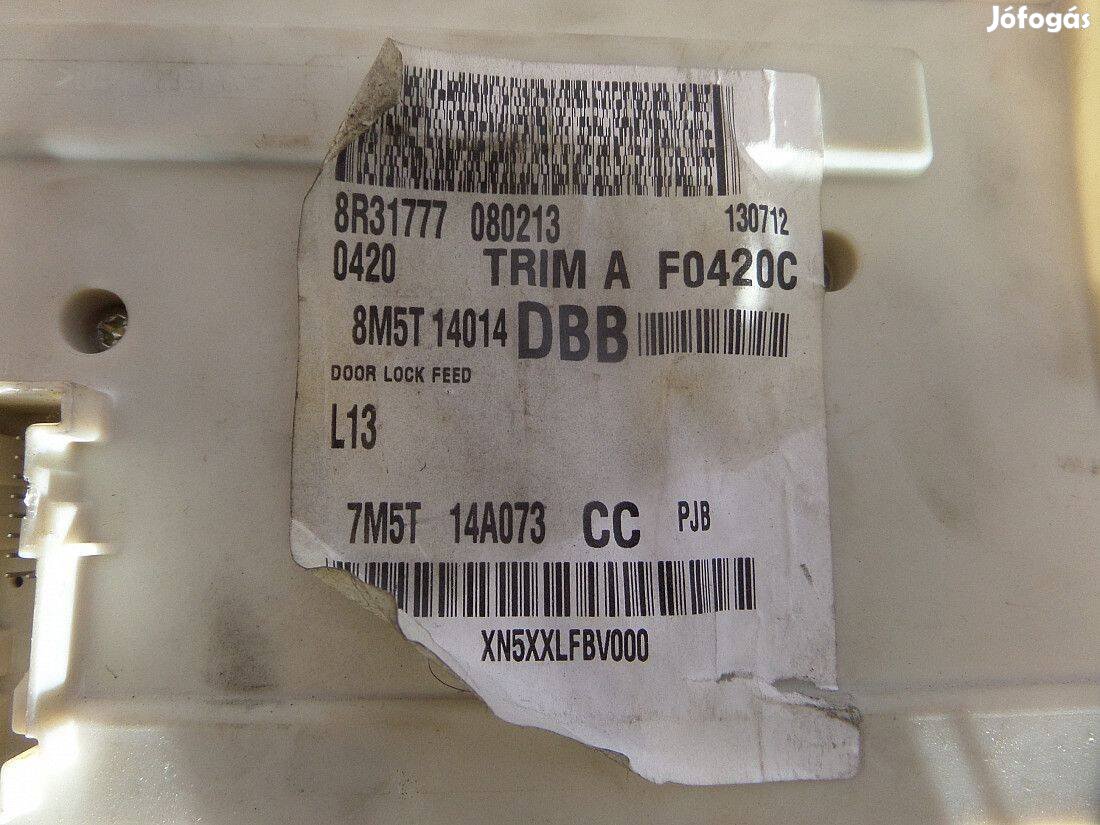 Jófogás
8R31777 080213 130712
0420 TRIM A F0420C
8M5T 14014 DBB
DOOR LOCK FEED
L13
7M5T 14A073 CC PJB
XN5XXLFBV000